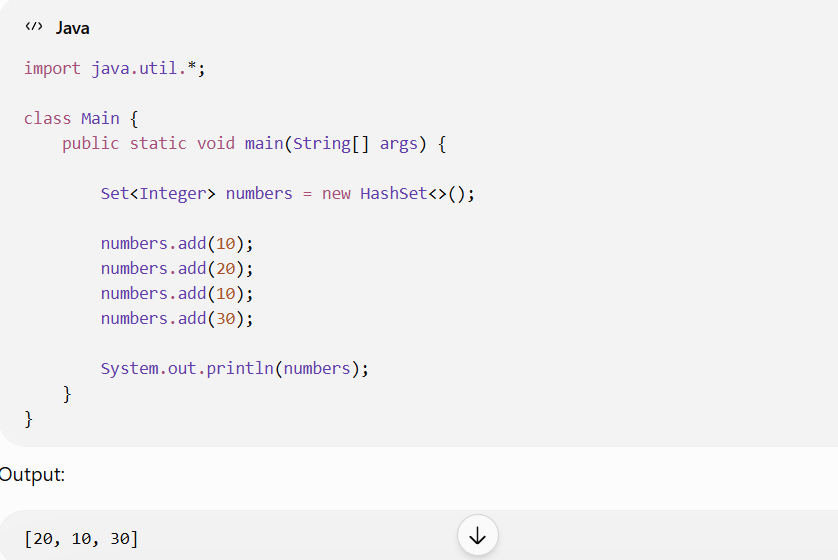 </> Java
import java.util.*;
class Main {
    public static void main(String[] args) {
        Set<Integer> numbers = new HashSet<>();
        numbers.add(10);
        numbers.add(20);
        numbers.add(10);
        numbers.add(30);
        System.out.println(numbers);
    }
}
Output:
[20, 10, 30]